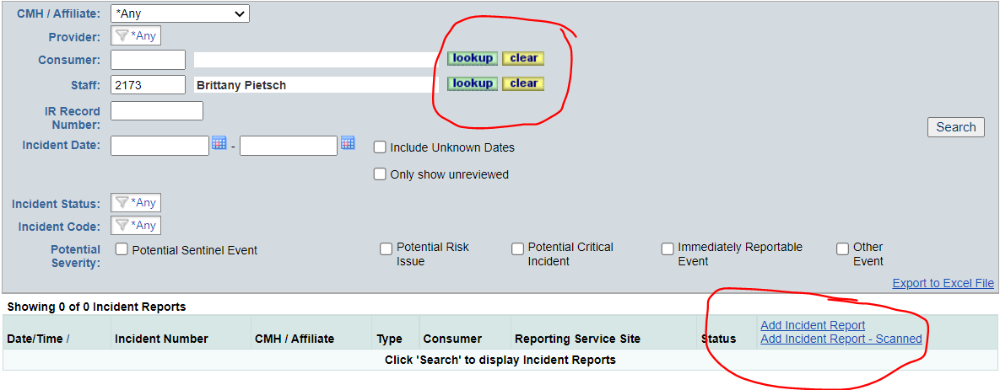 CMH / Affiliate: *Any
Provider: *Any
Consumer: lookup clear
Staff: 2173 Brittany Pietsch lookup clear
IR Record
Number:
Search
Incident Date: - Include Unknown Dates
Only show unreviewed
Incident Status: *Any
Incident Code: *Any
Potential
Severity:
Potential Sentinel Event
Potential Risk
Issue
Potential Critical
Incident
Immediately Reportable
Event
Other
Event
Export to Excel File
Showing 0 of 0 Incident Reports
Add Incident Report
Date/Time / Incident Number CMH / Affiliate Type Consumer Reporting Service Site Status Add Incident Report - Scanned
Click 'Search' to display Incident Reports